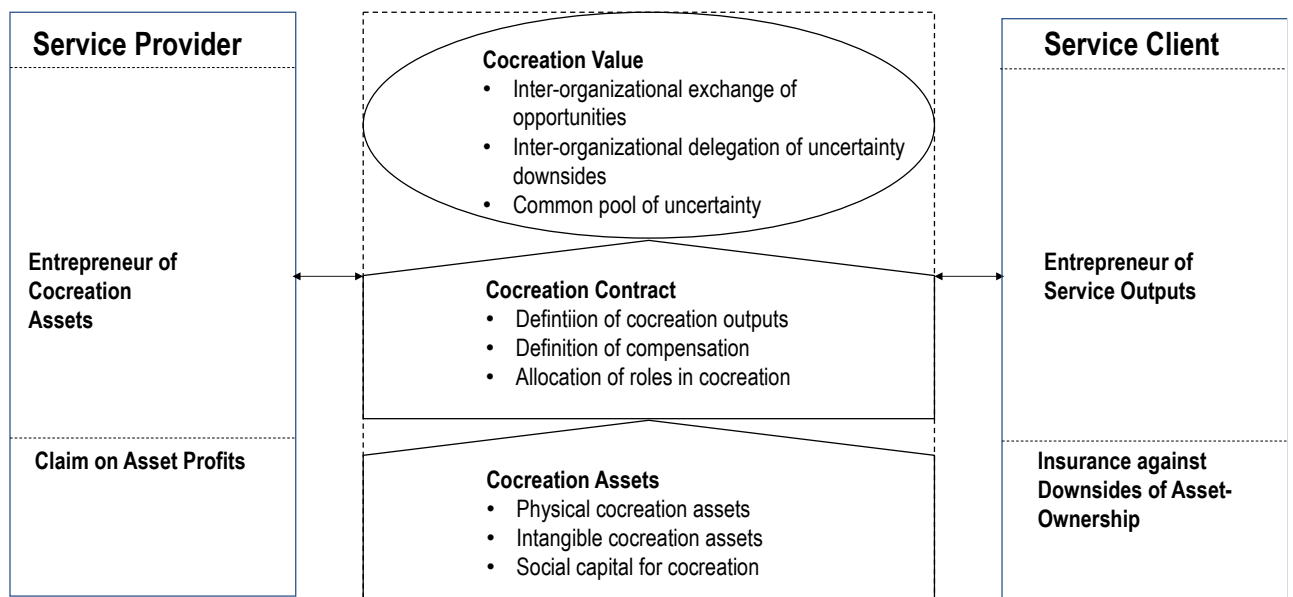 Service Provider
Entrepreneur of
Cocreation
Assets
Claim on Asset Profits
Cocreation Value
• Inter-organizational exchange of
opportunities
• Inter-organizational delegation of uncertainty
downsides
• Common pool of uncertainty
Cocreation Contract
• Defintiion of cocreation outputs
• Definition of compensation
• Allocation of roles in cocreation
Cocreation Assets
• Physical cocreation assets
• Intangible cocreation assets
• Social capital for cocreation
Service Client
Entrepreneur of
Service Outputs
Insurance against
Downsides of Asset-
Ownership